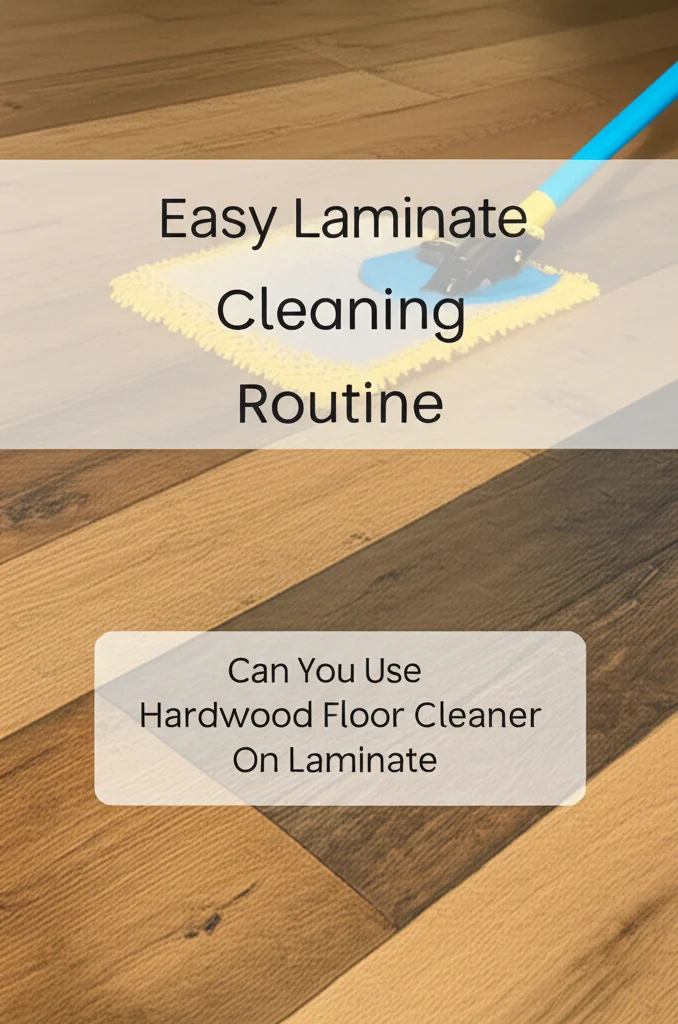 Easy Laminate
Cleaning
Routine
Can You Use
Hardwood Floor Cleaner
On Laminate